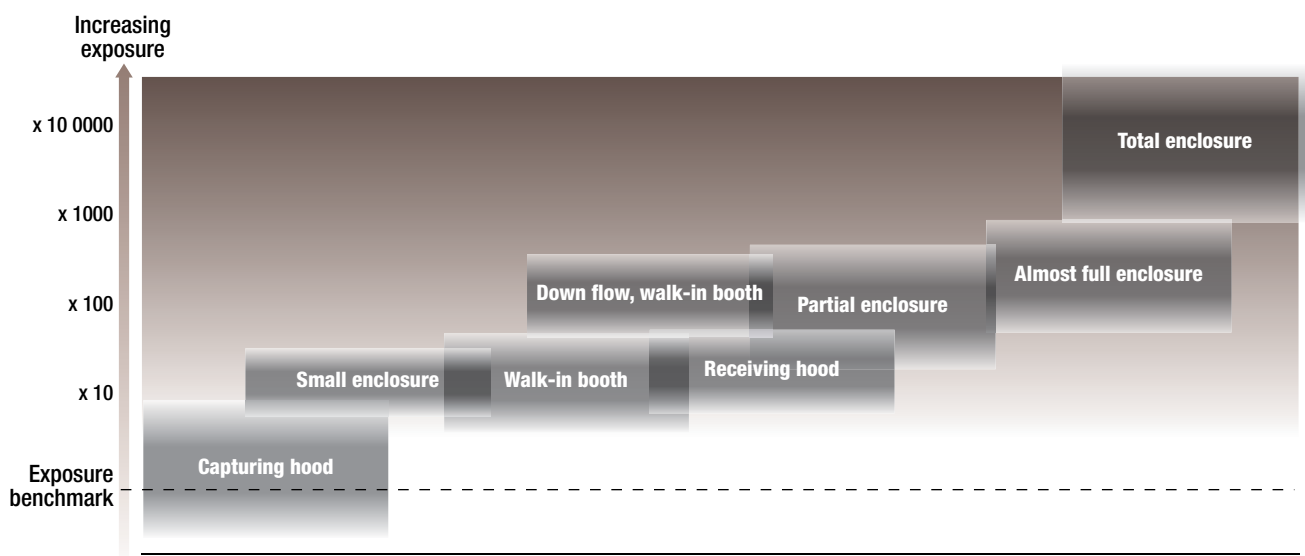 Increasing
exposure
x 10 0000
Total enclosure
x 1000
Almost full enclosure
Down flow, walk-in booth
x 100
Partial enclosure
Receiving hood
Small enclosure
Walk-in booth
x 10
Capturing hood
Exposure
benchmark